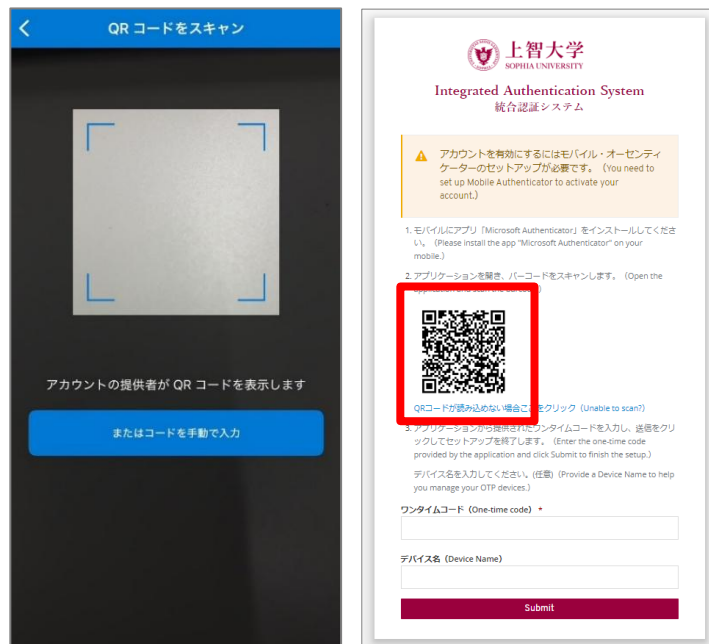 QR コードをスキャン
アカウントの提供者が QR コードを表示します
またはコードを手動で入力
上智大学
SOPHIA UNIVERSITY
Integrated Authentication System
統合認証システム
アカウントを有効にするにはモバイル・オーセンティ
ケーターのセットアップが必要です。 (You need to
set up Mobile Authenticator to activate your
account.)
1. モバイルにアプリ「Microsoft Authenticator」をインストールしてくださ
い。 (Please install the app "Microsoft Authenticator" on your
mobile.)
2. アプリケーションを開き、バーコードをスキャンします。 (Open the
QRコードが読み込めない場合ここをクリック (Unable to scan?)
3. アプリケーションから提供されたワンタイムコードを入力し、送信をクリ
ックしてセットアップを終了します。 (Enter the one-time code
provided by the application and click Submit to finish the setup.)
デバイス名を入力してください。(任意) (Provide a Device Name to help
you manage your OTP devices.)
ワンタイムコード (One-time code) *
デバイス名 (Device Name)
Submit